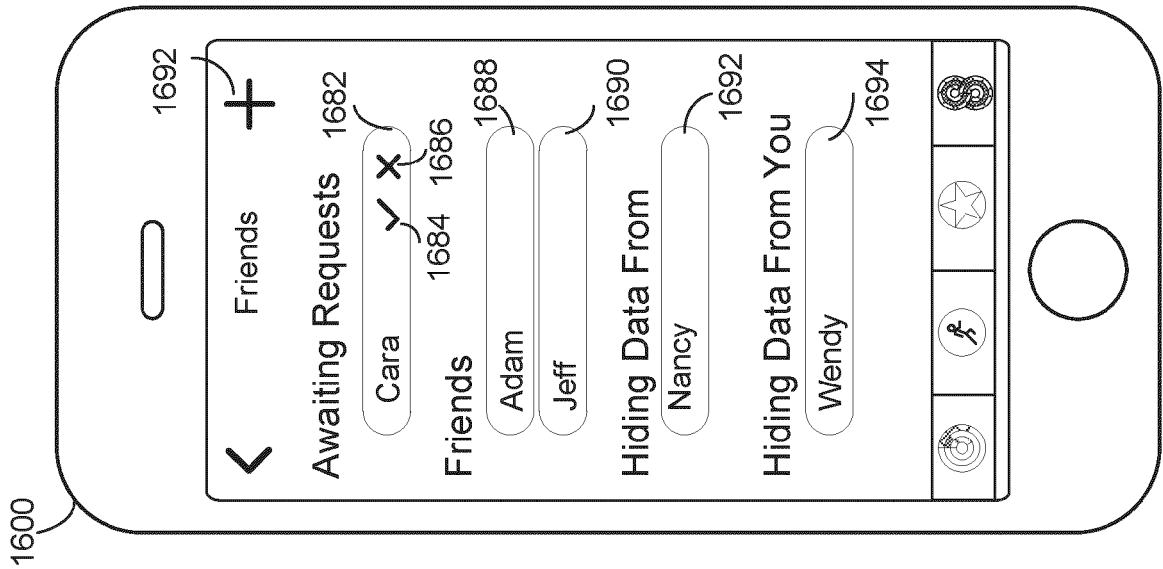 1600
1692
Friends
Awaiting Requests
1682
Cara
1684
1686
Friends
1688
Adam
1690
Jeff
Hiding Data From
1692
Nancy
Hiding Data From You
1694
Wendy